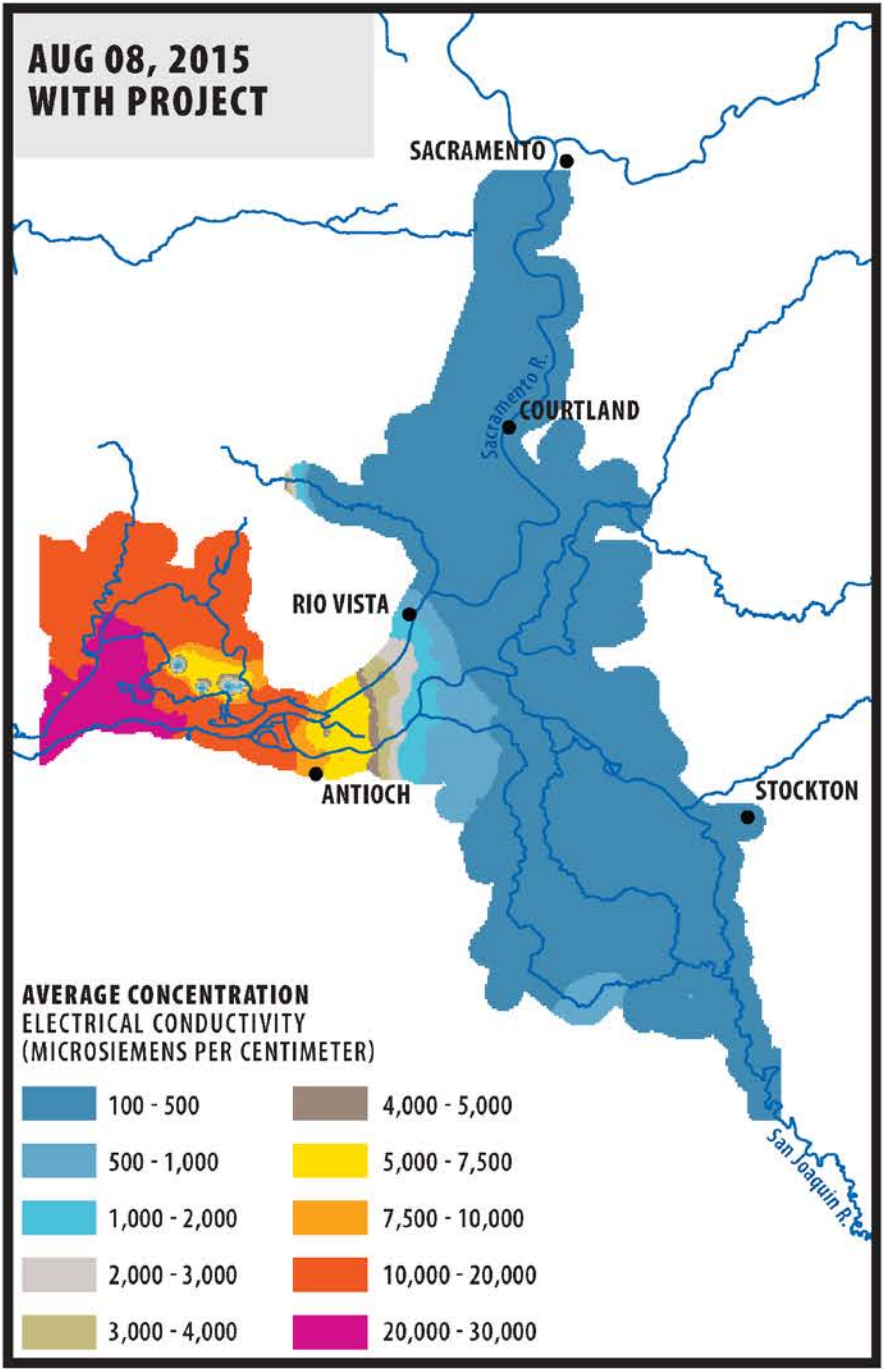 AUG 08, 2015
WITH PROJECT
SACRAMENTO
Sacramento R.
COURTLAND
RIO VISTA
ANTIOCH
STOCKTON
San Joaquin R.
AVERAGE CONCENTRATION
ELECTRICAL CONDUCTIVITY
(MICROSIEMENS PER CENTIMETER)
100 - 500
500 - 1,000
1,000 - 2,000
2,000 - 3,000
3,000 - 4,000
4,000 - 5,000
5,000 - 7,500
7,500 - 10,000
10,000 - 20,000
20,000 - 30,000